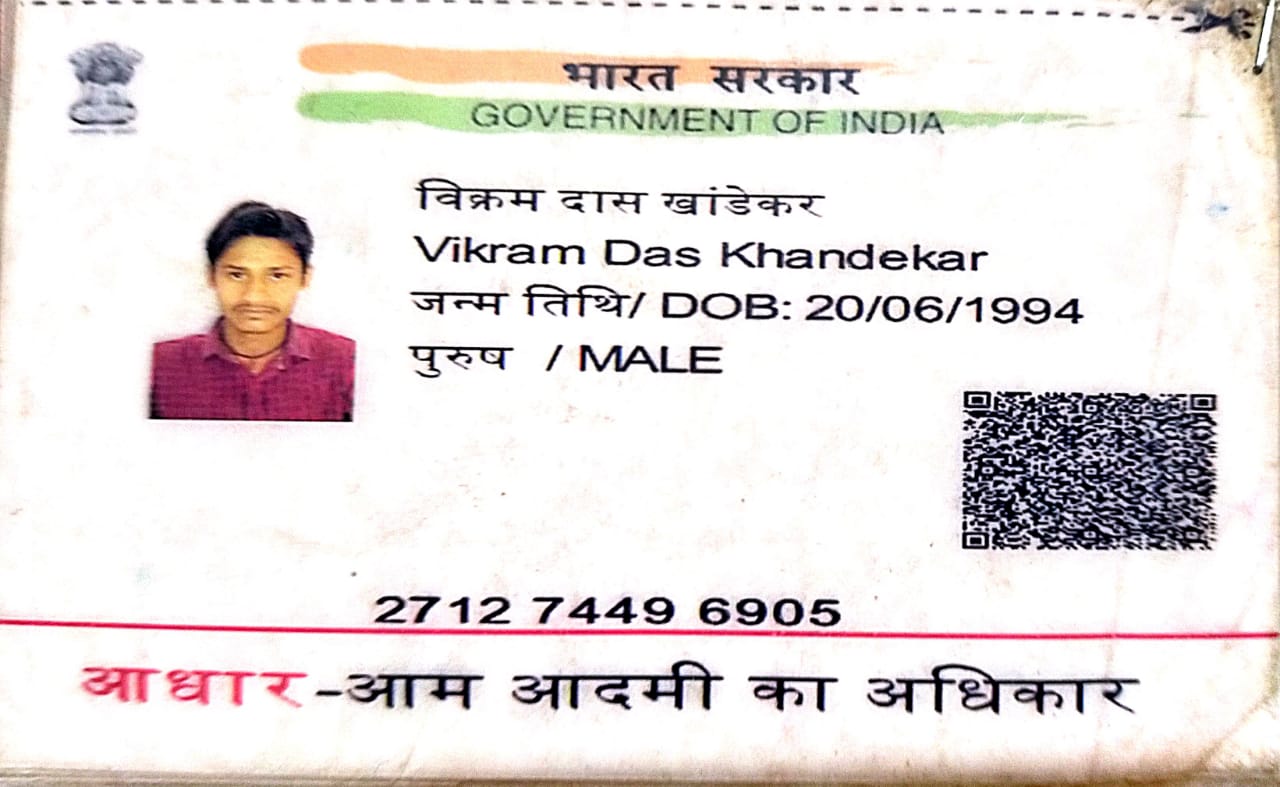 भारत सरकार
GOVERNMENT OF INDIA
विक्रम दास खांडेकर
Vikram Das Khandekar
जन्म तिथि/ DOB: 20/06/1994
पुरुष / MALE
2712 7449 6905
आधार-आम आदमी का अधिकार